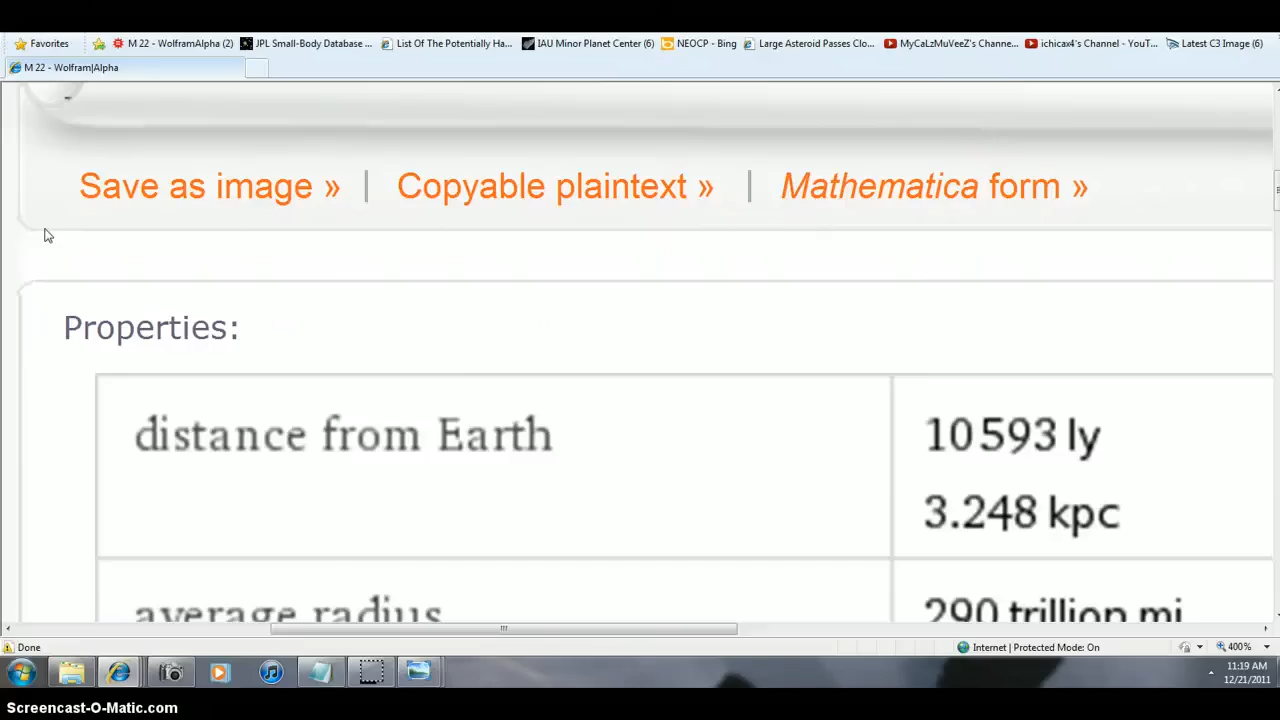 Favorites M 22 - WolframAlpha (2) JPL Small-Body Database ... List Of The Potentially Ha... IAU Minor Planet Center (6) NEOCP - Bing Large Asteroid Passes Clo... MyCaLzMuVeeZ's Channe... ichicax4's Channel - YouT... Latest C3 Image (6)
M 22 - Wolfram|Alpha
Save as image » | Copyable plaintext » | Mathematica form »
Properties:
distance from Earth 10593 ly
3.248 kpc
average radius 290 trillion mi
Done Internet | Protected Mode: On 400%
11:19 AM
12/21/2011
Screencast-O-Matic.com